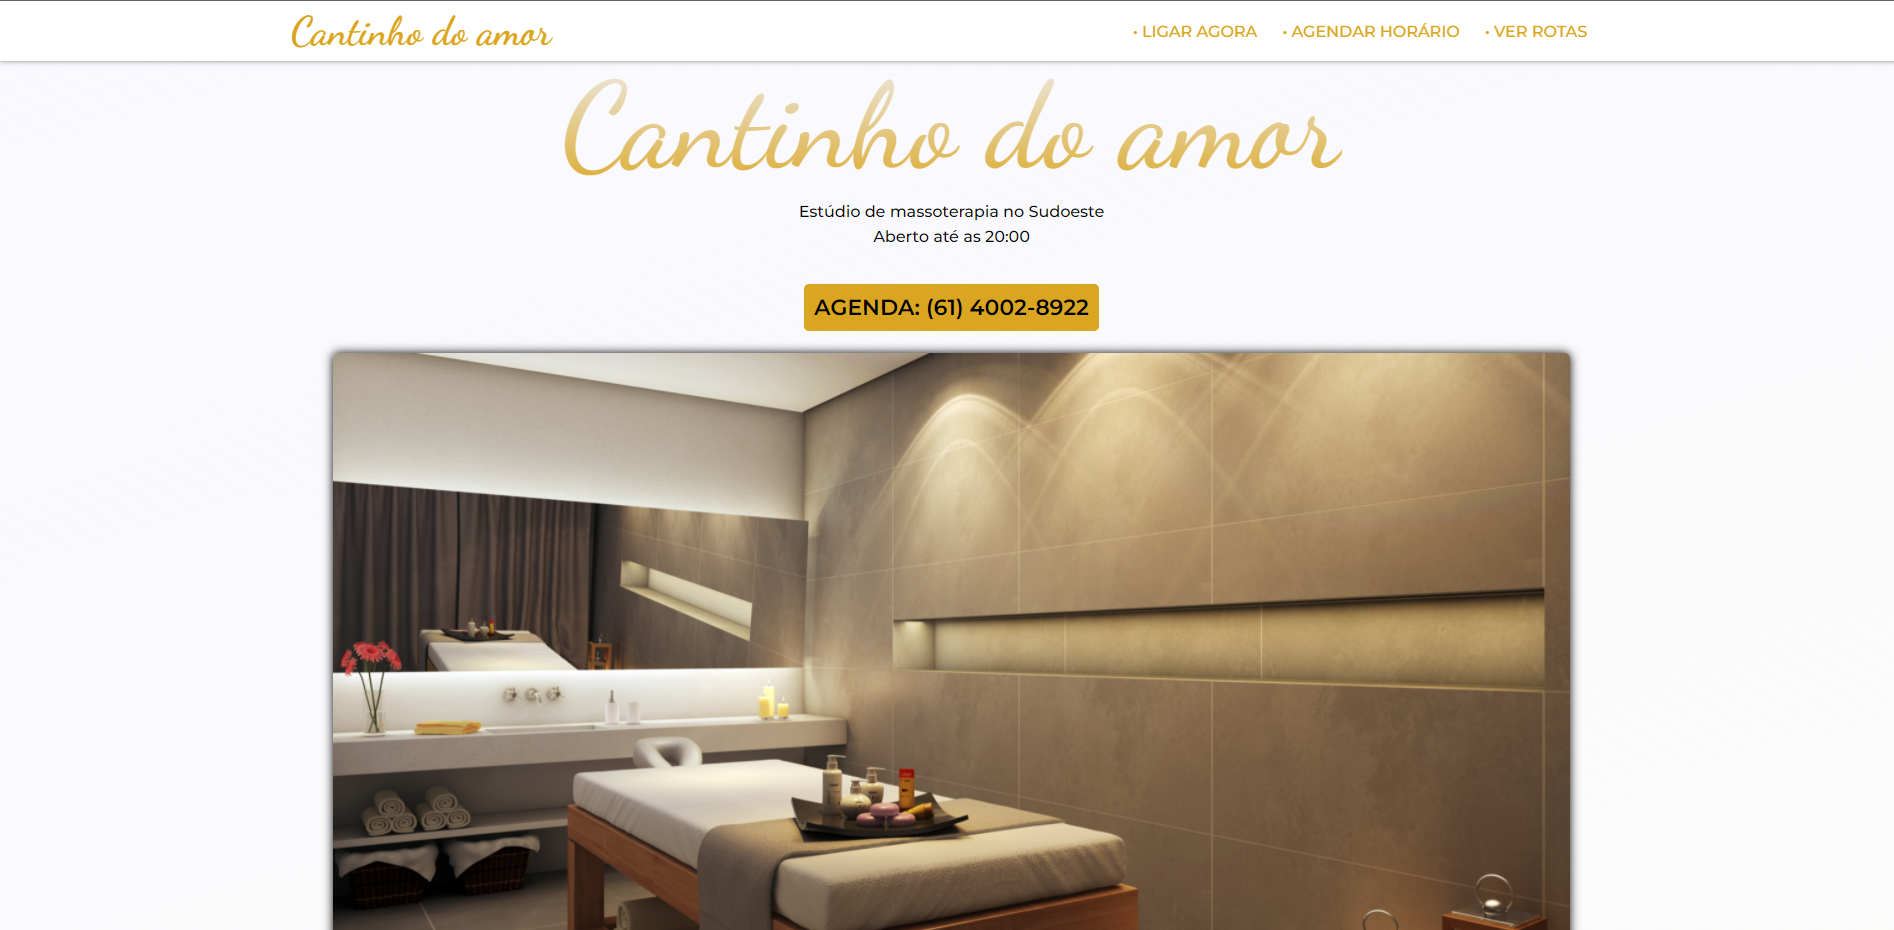 Cantinho do amor
• LIGAR AGORA • AGENDAR HORÁRIO • VER ROTAS
Cantinho do amor
Estúdio de massoterapia no Sudoeste
Aberto até as 20:00
AGENDA: (61) 4002-8922